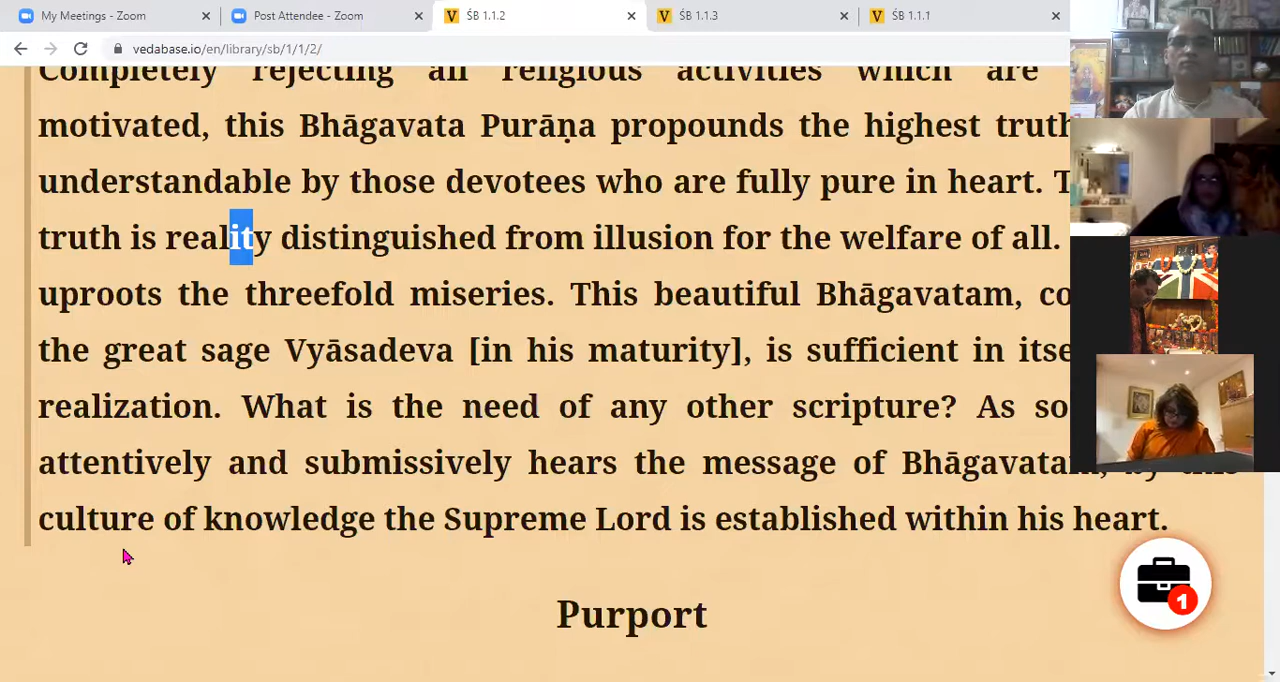 My Meetings - Zoom
Post Attendee - Zoom
ŚB 1.1.2
ŚB 1.1.3
ŚB 1.1.1
vedabase.io/en/library/sb/1/1/2/
Completely rejecting all religious activities which are
motivated, this Bhāgavata Purāṇa propounds the highest truth
understandable by those devotees who are fully pure in heart. T
truth is reality distinguished from illusion for the welfare of all.
uproots the threefold miseries. This beautiful Bhāgavatam, co
the great sage Vyāsadeva [in his maturity], is sufficient in itse
realization. What is the need of any other scripture? As so
attentively and submissively hears the message of Bhāgavatam, by this
culture of knowledge the Supreme Lord is established within his heart.
1
Purport